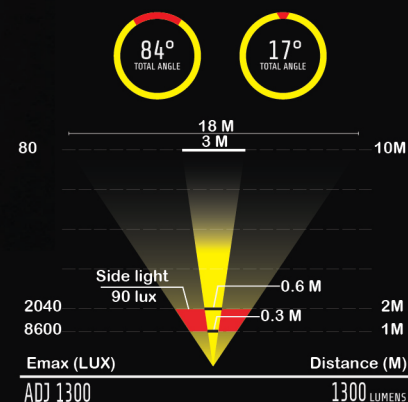 84° 17°
TOTAL ANGLE TOTAL ANGLE
18 M
80 3 M 10M
Side light
90 lux
0.6 M
2040 2M
0.3 M
8600 1M
Emax (LUX) Distance (M)
ADJ 1300 1300 LUMENS